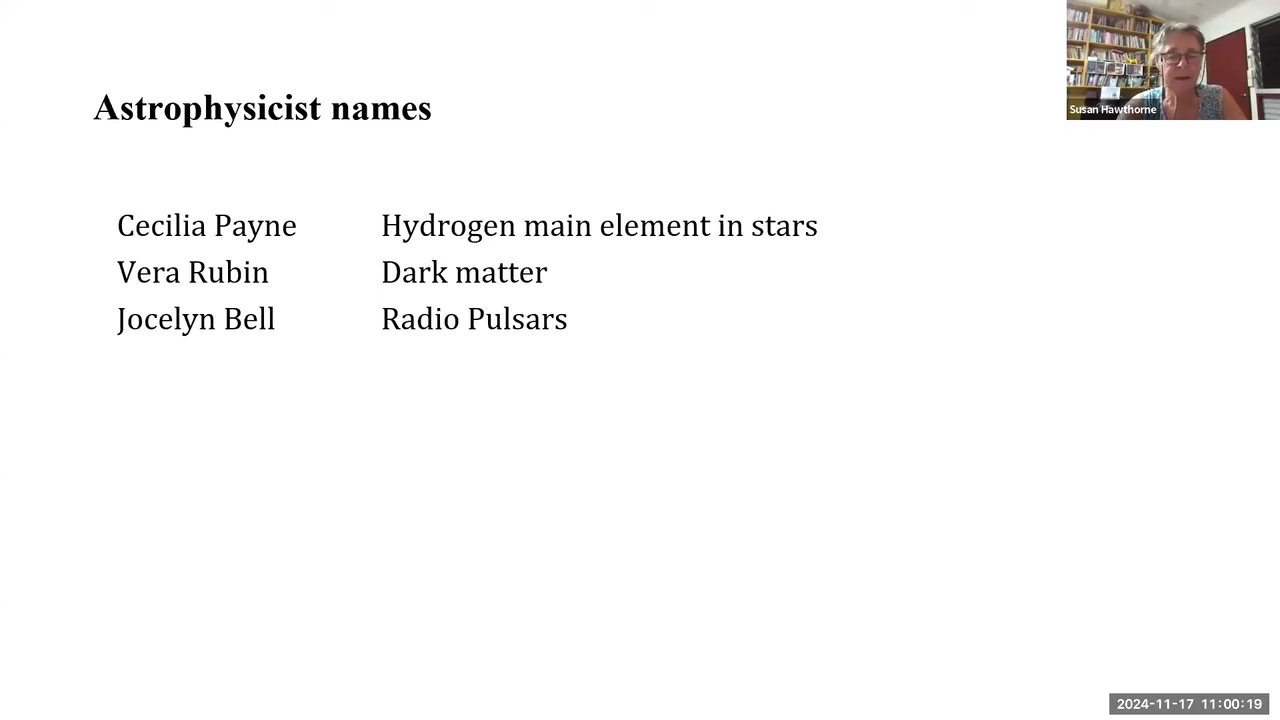 Astrophysicist names
Susan Hawthorne
Cecilia Payne Hydrogen main element in stars
Vera Rubin Dark matter
Jocelyn Bell Radio Pulsars
2024-11-17 11:00:19